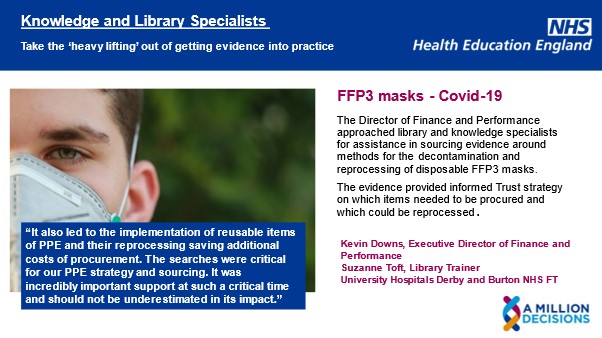 Knowledge and Library Specialists
Take the ‘heavy lifting’ out of getting evidence into practice
NHS
Health Education England
FFP3 masks - Covid-19
The Director of Finance and Performance
approached library and knowledge specialists
for assistance in sourcing evidence around
methods for the decontamination and
reprocessing of disposable FFP3 masks.
The evidence provided informed Trust strategy
on which items needed to be procured and
which could be reprocessed.
“It also led to the implementation of reusable items
of PPE and their reprocessing saving additional
costs of procurement. The searches were critical
for our PPE strategy and sourcing. It was
incredibly important support at such a critical time
and should not be underestimated in its impact.”
Kevin Downs, Executive Director of Finance and
Performance
Suzanne Toft, Library Trainer
University Hospitals Derby and Burton NHS FT
A MILLION
DECISIONS